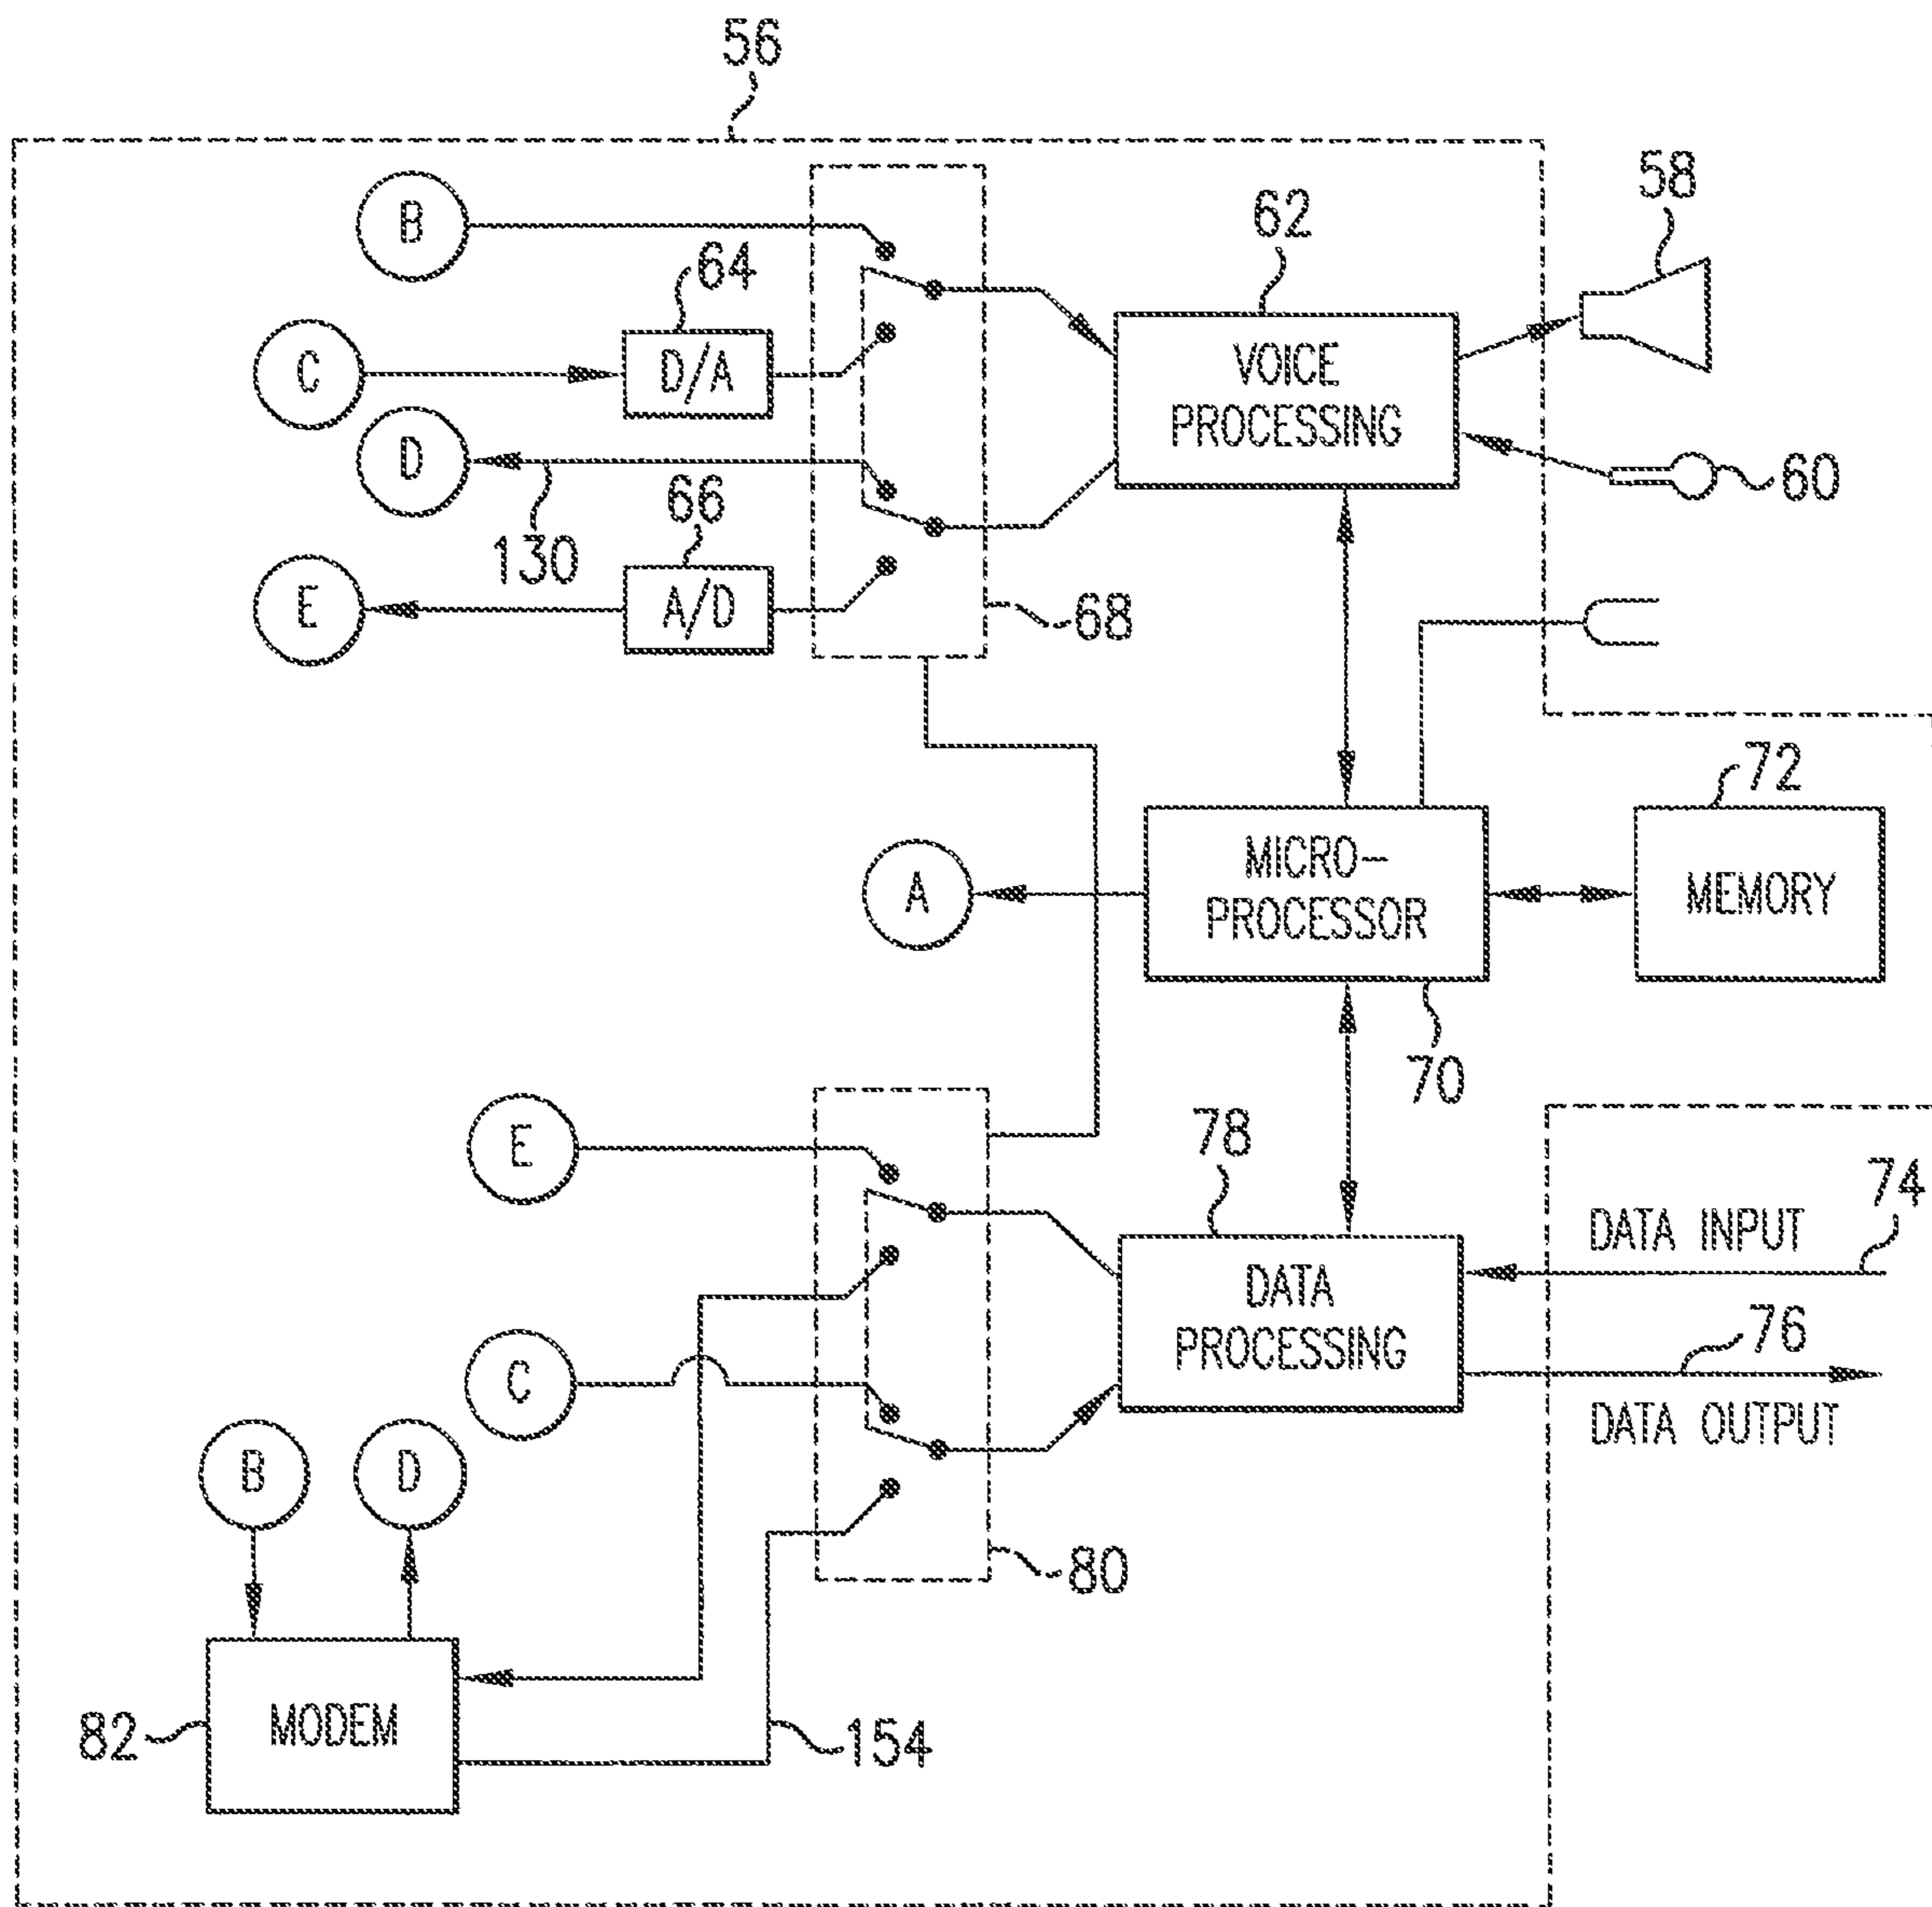 56
B
58
62
64
C
D/A
VOICE
PROCESSING
D
66
60
130
E
A/D
68
72
A
MICRO-
PROCESSOR
MEMORY
70
E
78
74
DATA INPUT
DATA
PROCESSING
C
76
DATA OUTPUT
B
D
80
MODEM
82
154